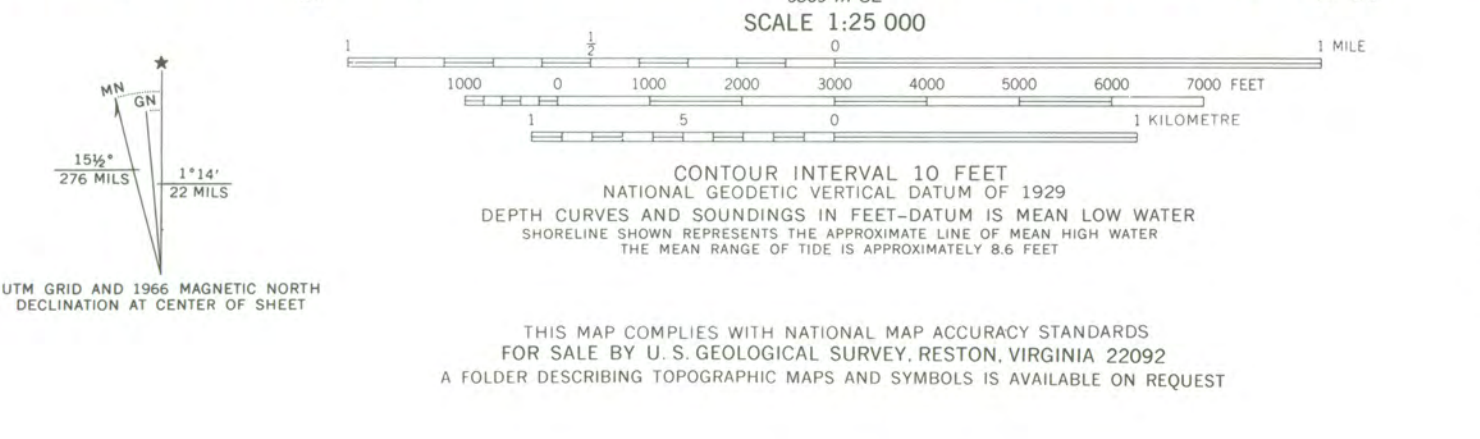 SCALE 1:25 000
1 ½ 0 1 MILE
1000 0 1000 2000 3000 4000 5000 6000 7000 FEET
1 .5 0 1 KILOMETRE
CONTOUR INTERVAL 10 FEET
NATIONAL GEODETIC VERTICAL DATUM OF 1929
DEPTH CURVES AND SOUNDINGS IN FEET–DATUM IS MEAN LOW WATER
SHORELINE SHOWN REPRESENTS THE APPROXIMATE LINE OF MEAN HIGH WATER
THE MEAN RANGE OF TIDE IS APPROXIMATELY 8.6 FEET
★
MN
GN
15½°
276 MILS
1°14′
22 MILS
UTM GRID AND 1966 MAGNETIC NORTH
DECLINATION AT CENTER OF SHEET
THIS MAP COMPLIES WITH NATIONAL MAP ACCURACY STANDARDS
FOR SALE BY U. S. GEOLOGICAL SURVEY, RESTON, VIRGINIA 22092
A FOLDER DESCRIBING TOPOGRAPHIC MAPS AND SYMBOLS IS AVAILABLE ON REQUEST